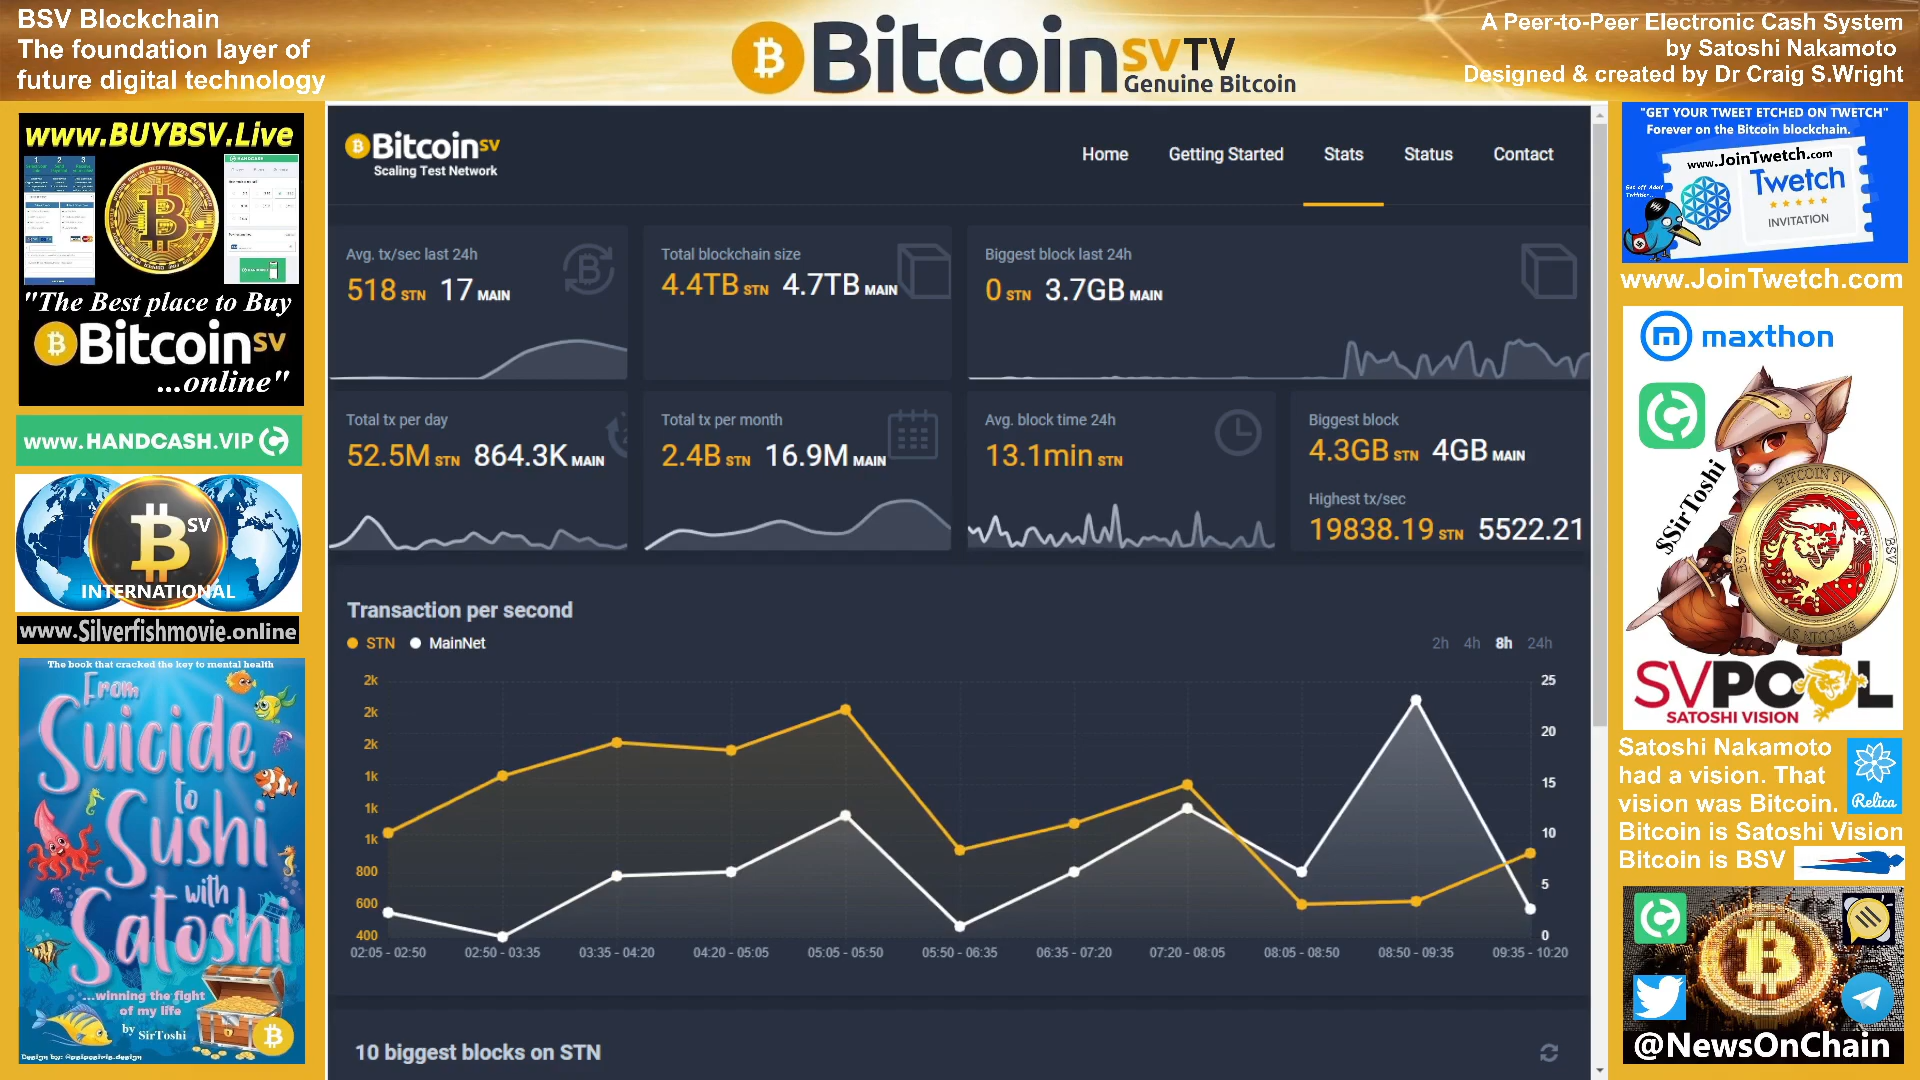 BSV Blockchain
The foundation layer of
future digital technology
Bitcoin SV TV
Genuine Bitcoin
A Peer-to-Peer Electronic Cash System
by Satoshi Nakamoto
Designed & created by Dr Craig S.Wright
www.BUYBSV.Live
"The Best place to Buy
Bitcoin SV
...online"
www.HANDCASH.VIP
SV
INTERNATIONAL
www.Silverfishmovie.online
The book that cracked the key to mental health
From
Suicide
to
Sushi
with
Satoshi
...winning the fight
of my life
by SirToshi
Bitcoin SV
Scaling Test Network
Home
Getting Started
Stats
Status
Contact
Avg. tx/sec last 24h
518 STN 17 MAIN
Total blockchain size
4.4TB STN 4.7TB MAIN
Biggest block last 24h
0 STN 3.7GB MAIN
Total tx per day
52.5M STN 864.3K MAIN
Total tx per month
2.4B STN 16.9M MAIN
Avg. block time 24h
13.1min STN
Biggest block
4.3GB STN 4GB MAIN
Highest tx/sec
19838.19 STN 5522.21
Transaction per second
STN MainNet
2h 4h 8h 24h
2k
2k
2k
1k
1k
1k
800
600
400
25
20
15
10
5
0
02:05 - 02:50
02:50 - 03:35
03:35 - 04:20
04:20 - 05:05
05:05 - 05:50
05:50 - 06:35
06:35 - 07:20
07:20 - 08:05
08:05 - 08:50
08:50 - 09:35
09:35 - 10:20
10 biggest blocks on STN
"GET YOUR TWEET ETCHED ON TWETCH"
Forever on the Bitcoin blockchain.
www.JoinTwetch.com
Twetch
INVITATION
www.JoinTwetch.com
maxthon
$SirToshi
BITCOIN SV
BSV
BSV
SVPOOL
SATOSHI VISION
Satoshi Nakamoto
had a vision. That
vision was Bitcoin.
Relica
Bitcoin is Satoshi Vision
Bitcoin is BSV
@NewsOnChain